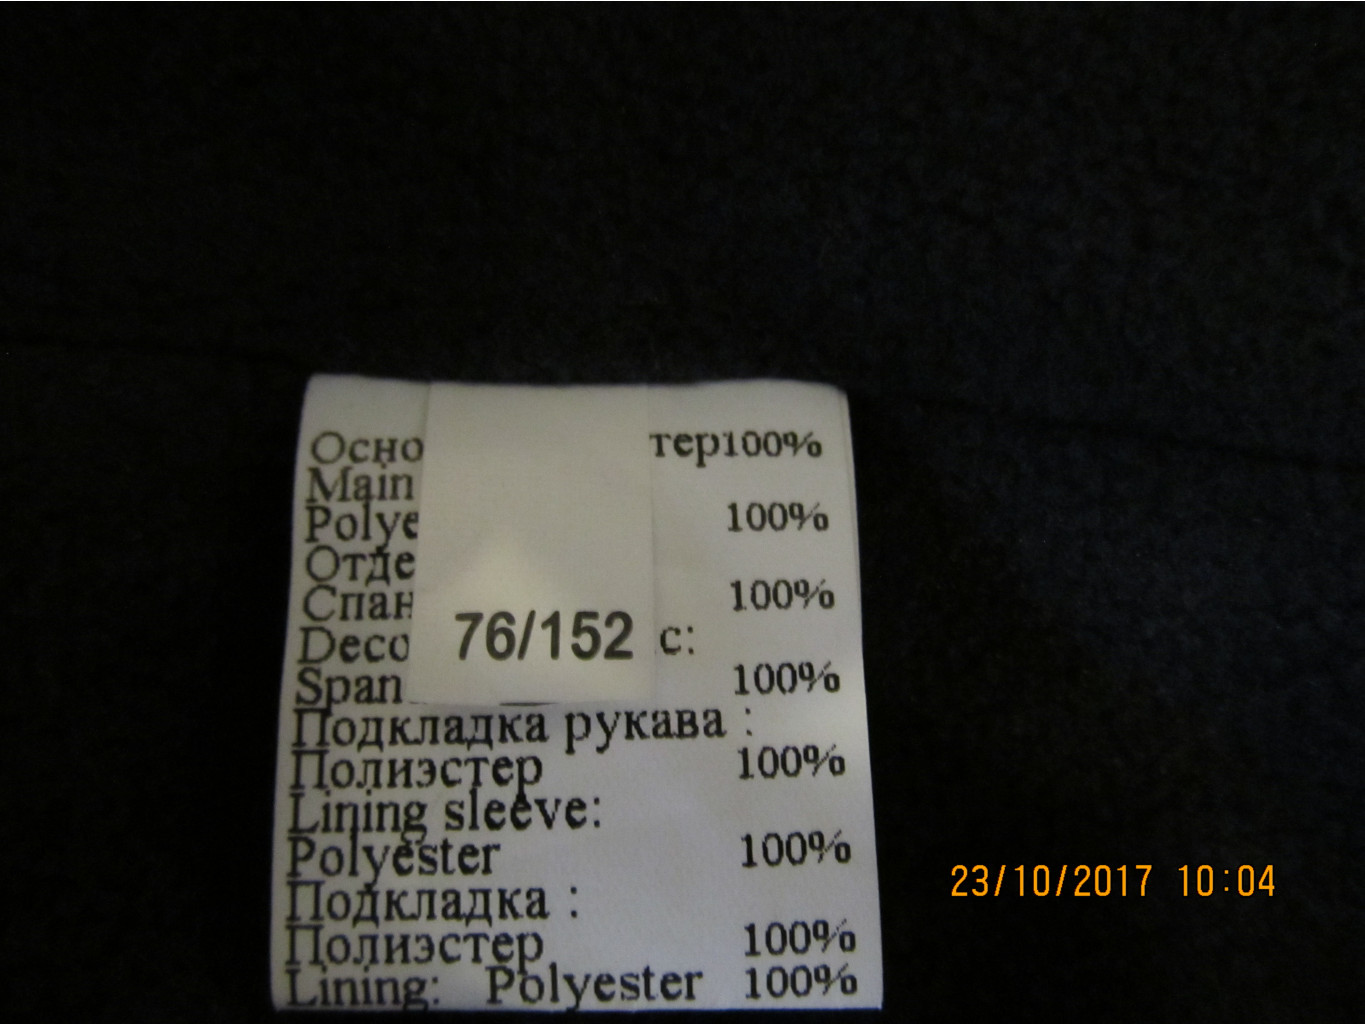 Осно тер100%
Main
Polye 100%
Отде
Спан 100%
Deco с:
Span 100%
76/152
Подкладка рукава :
Полиэстер 100%
Lining sleeve:
Polyester 100%
Подкладка :
Полиэстер 100%
Lining: Polyester 100%
23/10/2017 10:04